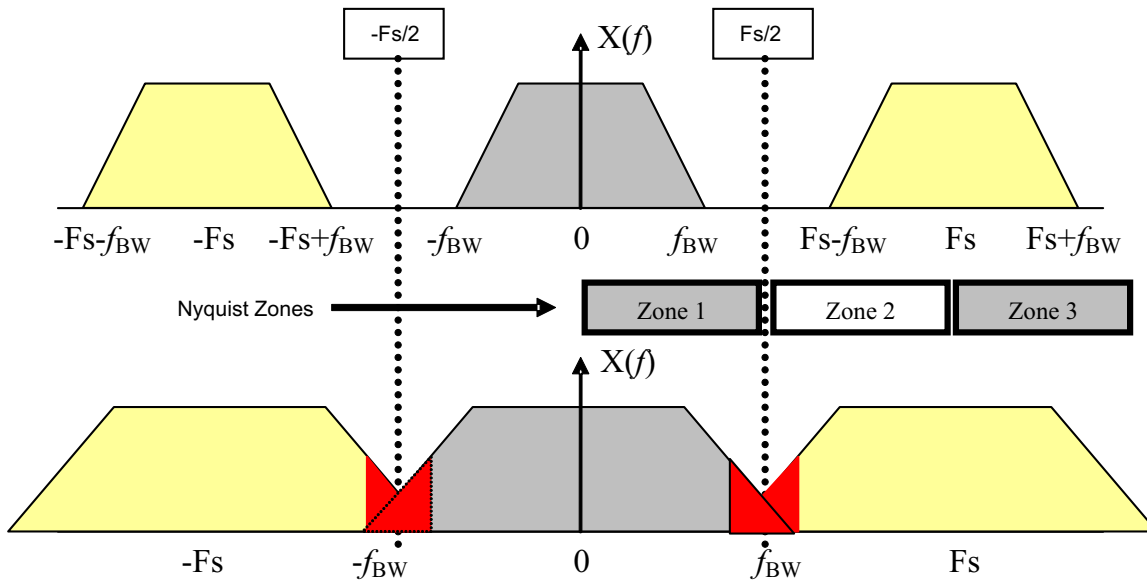 -Fs/2 Fs/2
X(f)
-Fs-fBW -Fs -Fs+fBW -fBW 0 fBW Fs-fBW Fs Fs+fBW
Nyquist Zones Zone 1 Zone 2 Zone 3
X(f)
-Fs -fBW 0 fBW Fs